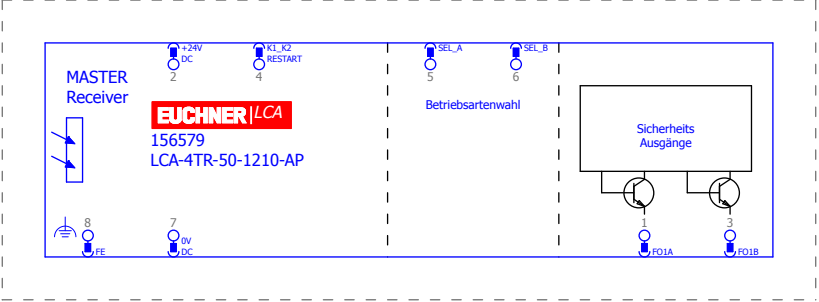 +24V
DC
2
K1_K2
RESTART
4
SEL_A
5
SEL_B
6
MASTER
Receiver
EUCHNER LCA
156579
LCA-4TR-50-1210-AP
Betriebsartenwahl
Sicherheits
Ausgänge
8
FE
7
0V
DC
1
FO1A
3
FO1B